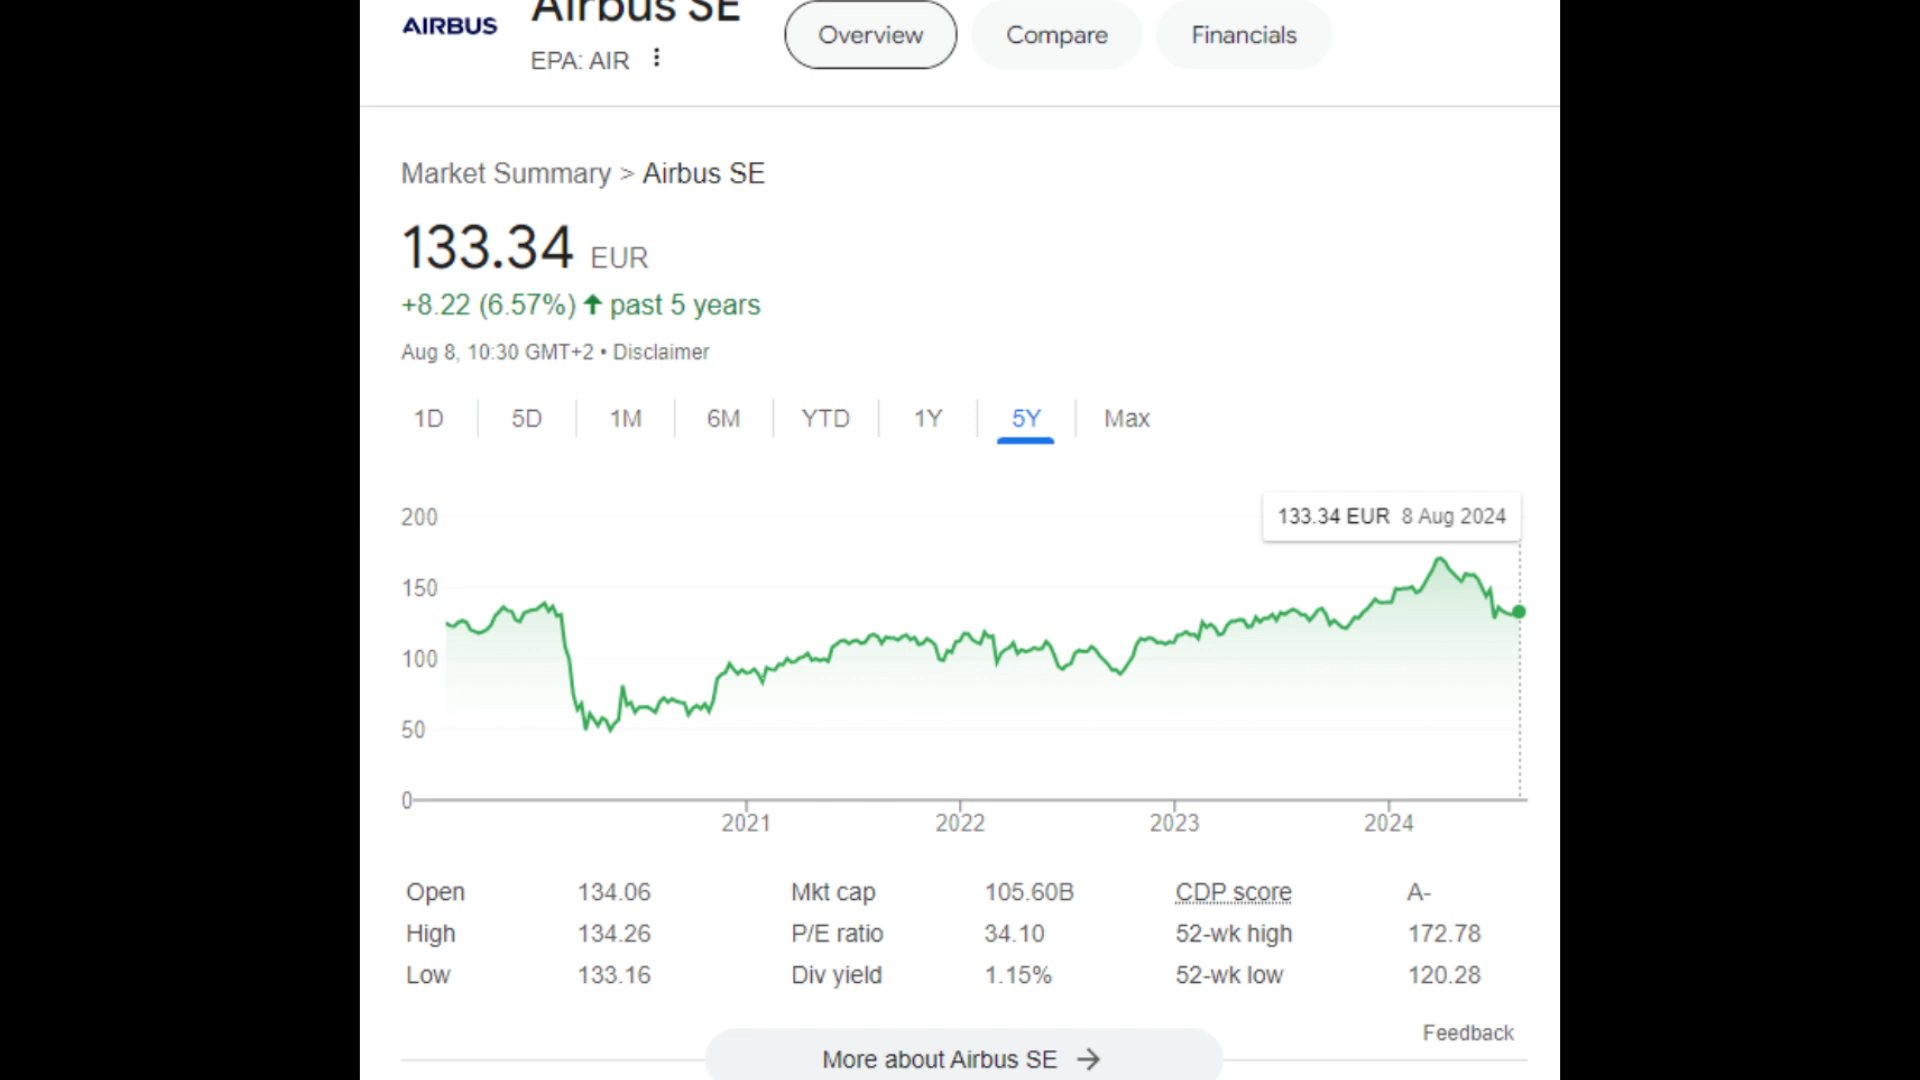 AIRBUS
Airbus SE
EPA: AIR
Overview
Compare
Financials
Market Summary > Airbus SE
133.34 EUR
+8.22 (6.57%) ↑ past 5 years
Aug 8, 10:30 GMT+2 • Disclaimer
1D 5D 1M 6M YTD 1Y 5Y Max
133.34 EUR 8 Aug 2024
200
150
100
50
0
2021 2022 2023 2024
Open 134.06 Mkt cap 105.60B CDP score A-
High 134.26 P/E ratio 34.10 52-wk high 172.78
Low 133.16 Div yield 1.15% 52-wk low 120.28
Feedback
More about Airbus SE →